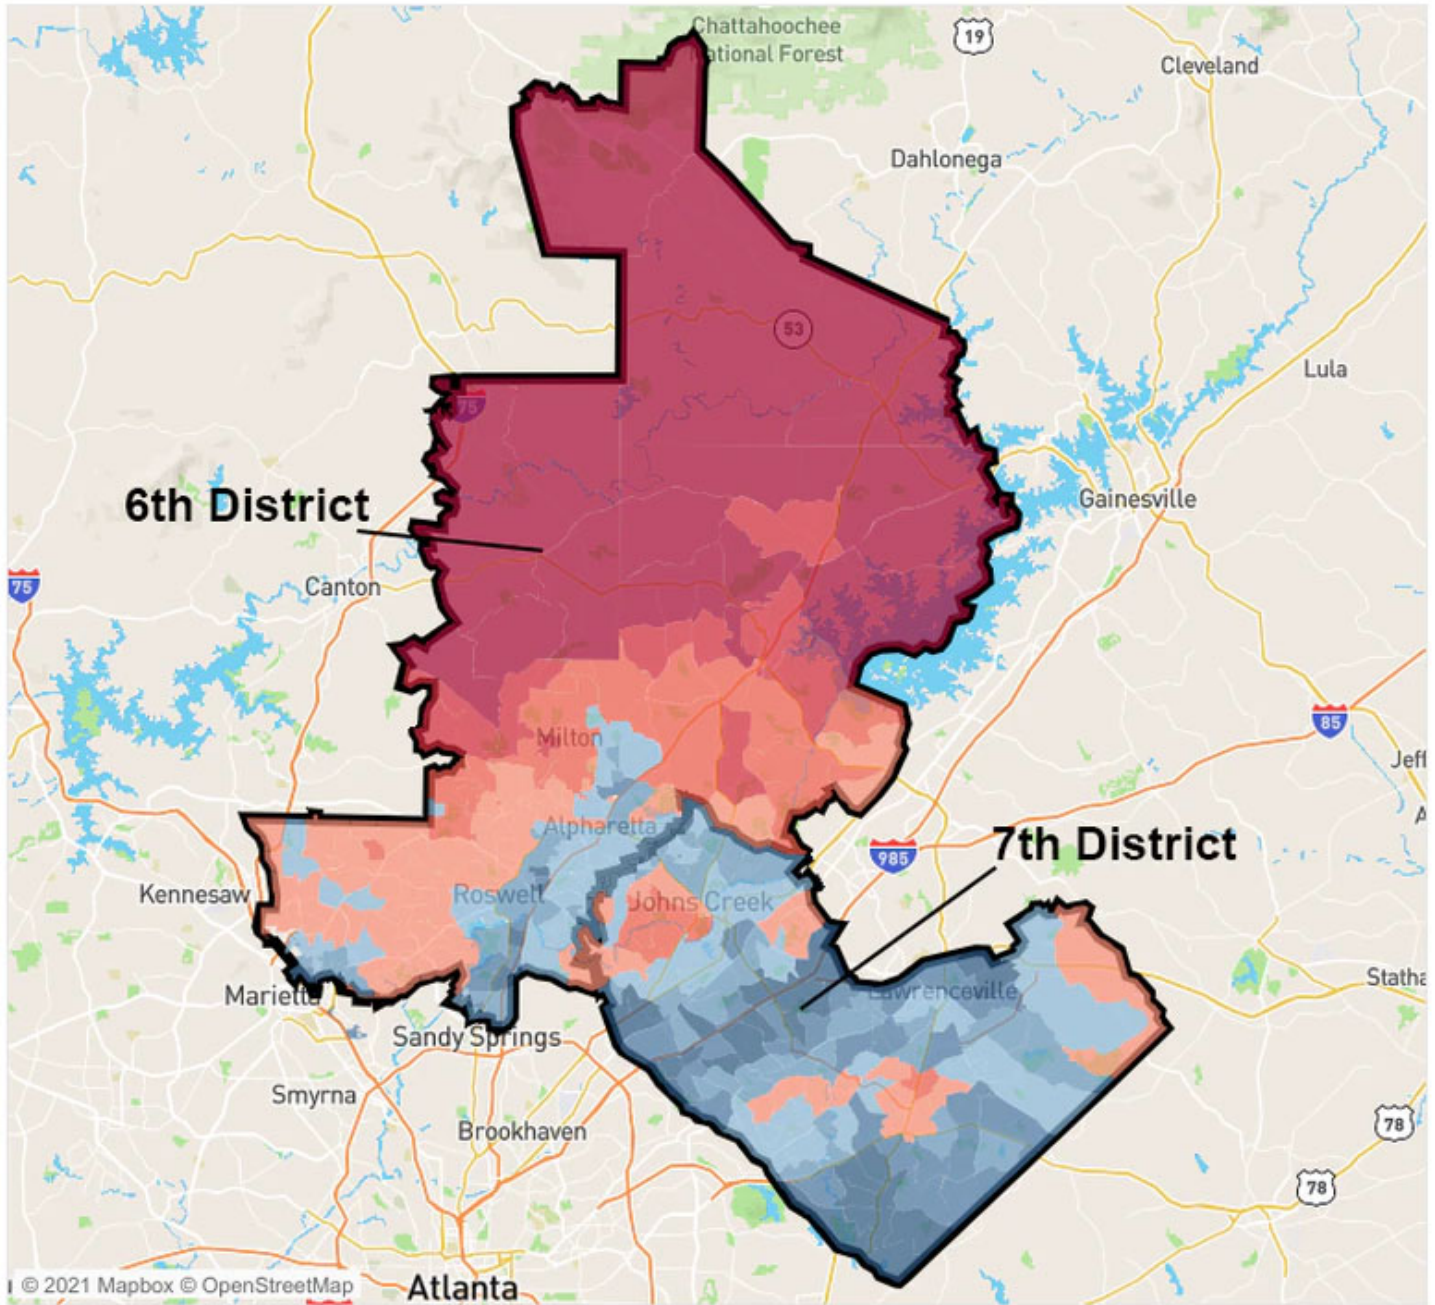 Chattahoochee
National Forest
19
Cleveland
Dahlonega
53
Lula
75
6th District
Gainesville
75
Canton
85
Milton
Jeff
Alpharetta
985
7th District
Kennesaw
Roswell
Johns Creek
Statha
Marietta
Lawrenceville
Sandy Springs
Smyrna
78
Brookhaven
78
© 2021 Mapbox © OpenStreetMap
Atlanta